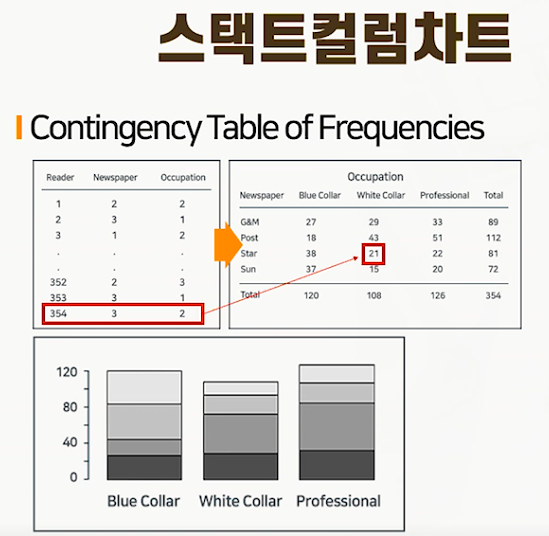 스택트컬럼차트
Contingency Table of Frequencies
Reader Newspaper Occupation
1 2 2
2 3 1
3 1 2
. . .
. . .
352 2 3
353 3 1
354 3 2
Occupation
Newspaper Blue Collar White Collar Professional Total
G&M 27 29 33 89
Post 18 43 51 112
Star 38 21 22 81
Sun 37 15 20 72
Total 120 108 126 354
120
80
40
0
Blue Collar White Collar Professional